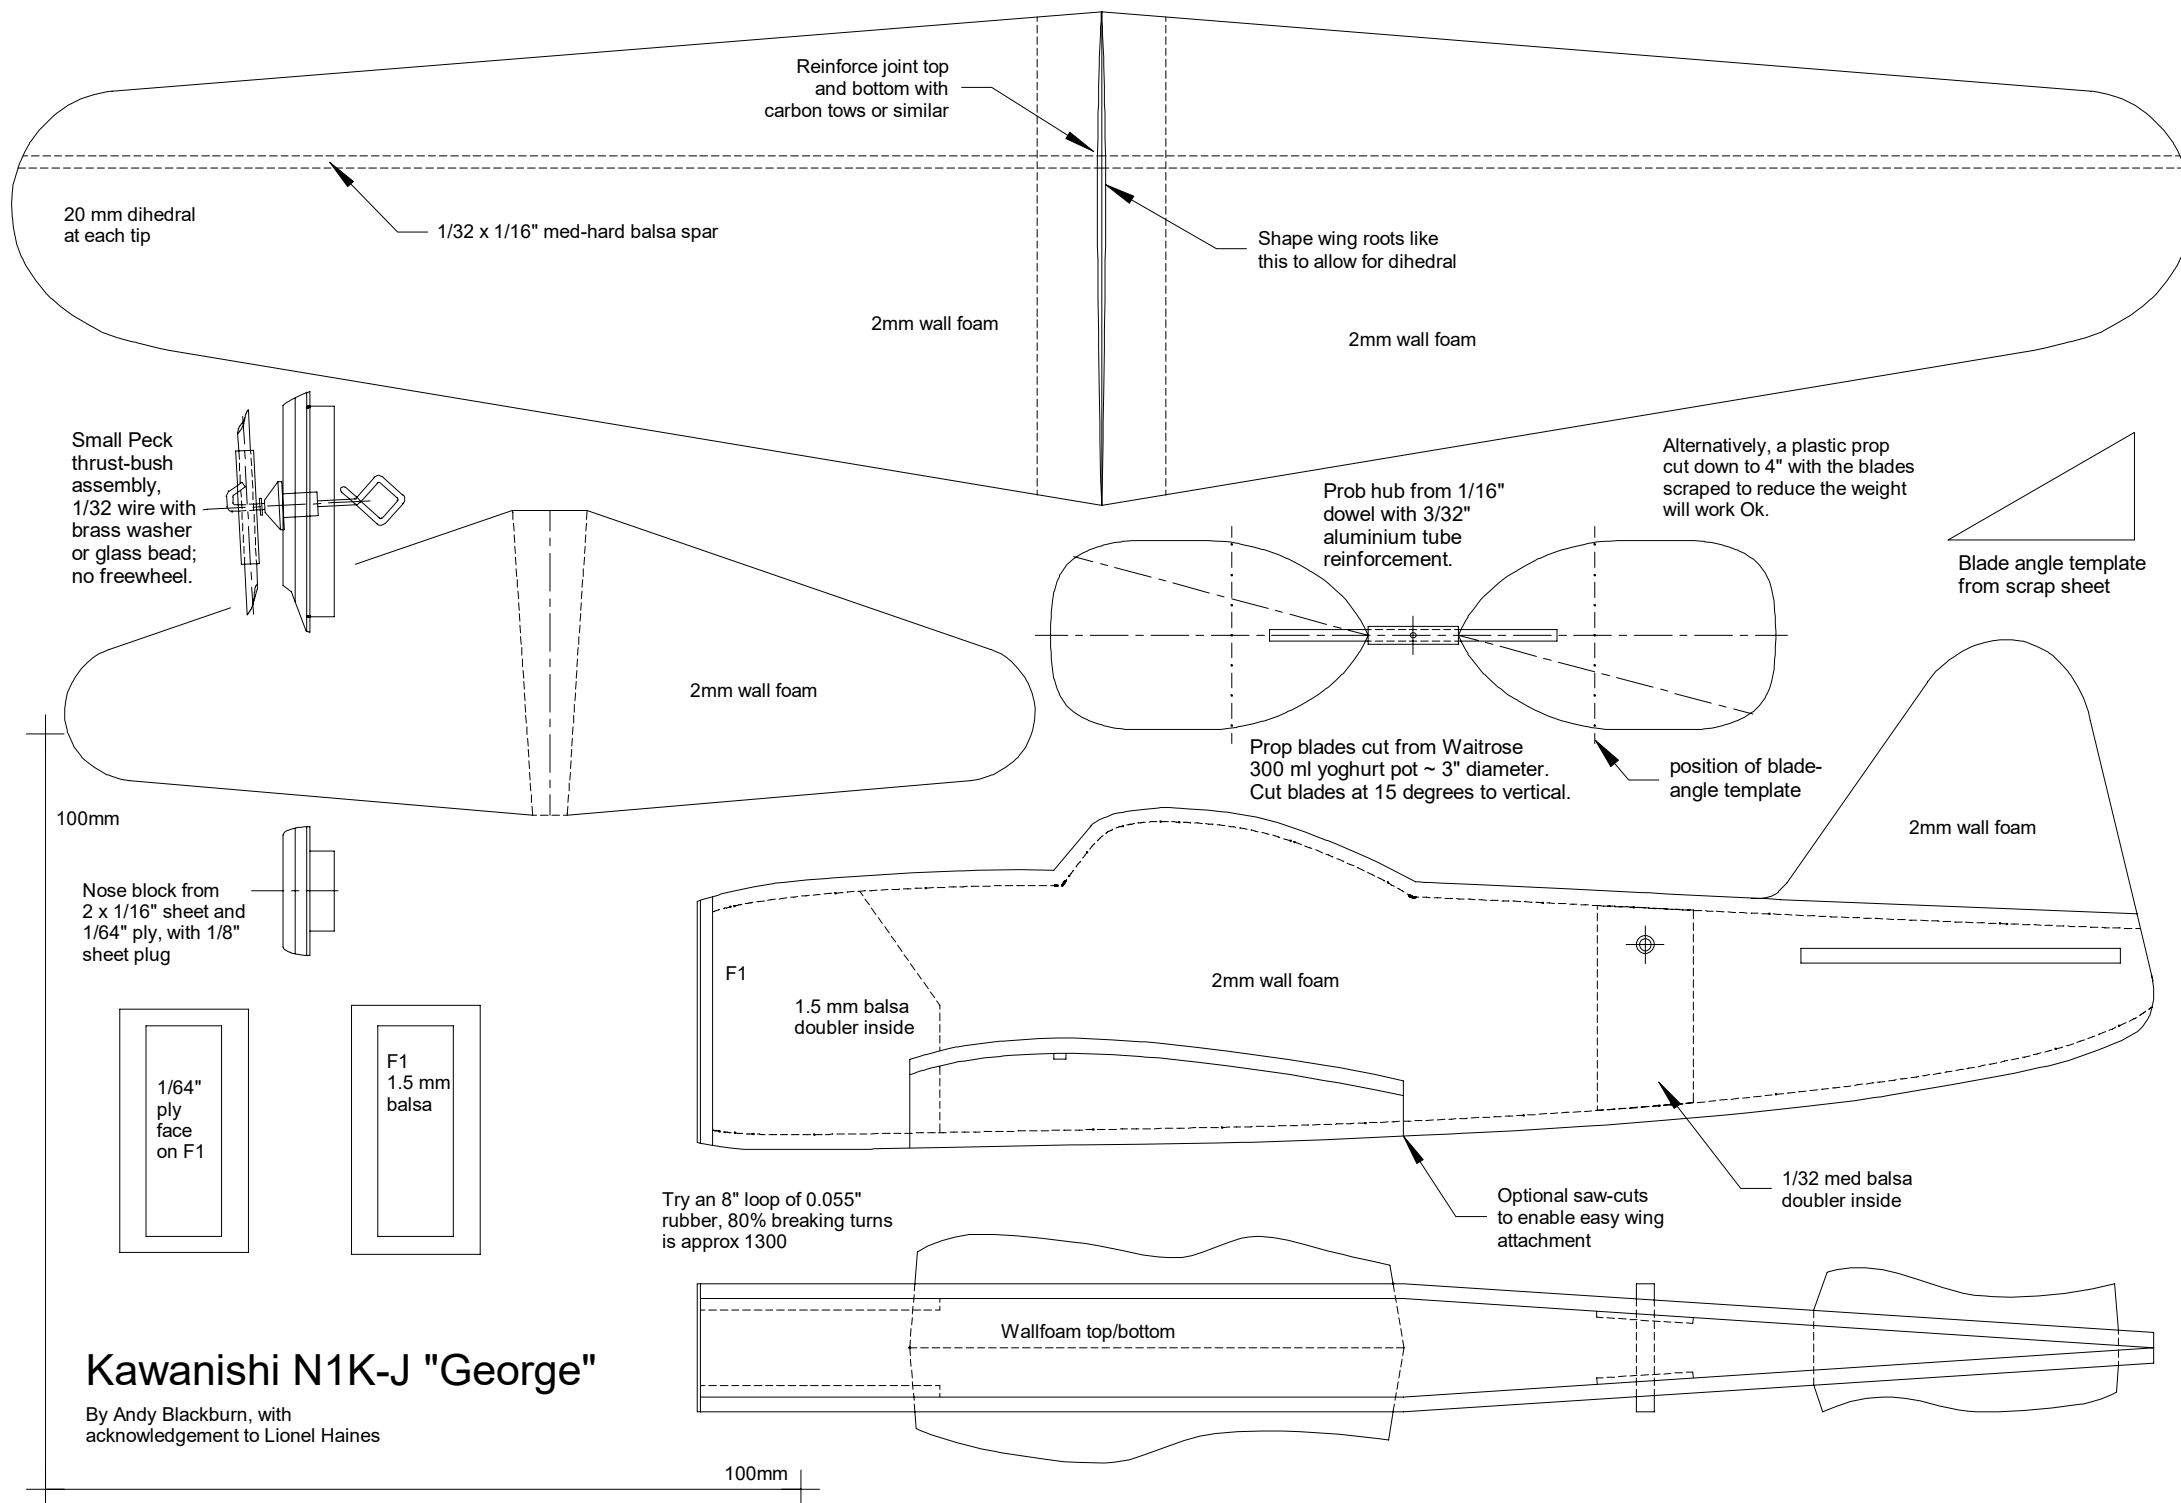 Reinforce joint top
and bottom with
carbon tows or similar
20 mm dihedral
at each tip
1/32 x 1/16" med-hard balsa spar
Shape wing roots like
this to allow for dihedral
2mm wall foam
2mm wall foam
Small Peck
thrust-bush
assembly,
1/32 wire with
brass washer
or glass bead;
no freewheel.
Prob hub from 1/16"
dowel with 3/32"
aluminium tube
reinforcement.
Alternatively, a plastic prop
cut down to 4" with the blades
scraped to reduce the weight
will work Ok.
Blade angle template
from scrap sheet
2mm wall foam
Prop blades cut from Waitrose
300 ml yoghurt pot ~ 3" diameter.
Cut blades at 15 degrees to vertical.
position of blade-
angle template
100mm
2mm wall foam
Nose block from
2 x 1/16" sheet and
1/64" ply, with 1/8"
sheet plug
F1
1.5 mm balsa
doubler inside
2mm wall foam
1/64"
ply
face
on F1
F1
1.5 mm
balsa
Try an 8" loop of 0.055"
rubber, 80% breaking turns
is approx 1300
Optional saw-cuts
to enable easy wing
attachment
1/32 med balsa
doubler inside
Wallfoam top/bottom
Kawanishi N1K-J "George"
By Andy Blackburn, with
acknowledgement to Lionel Haines
100mm